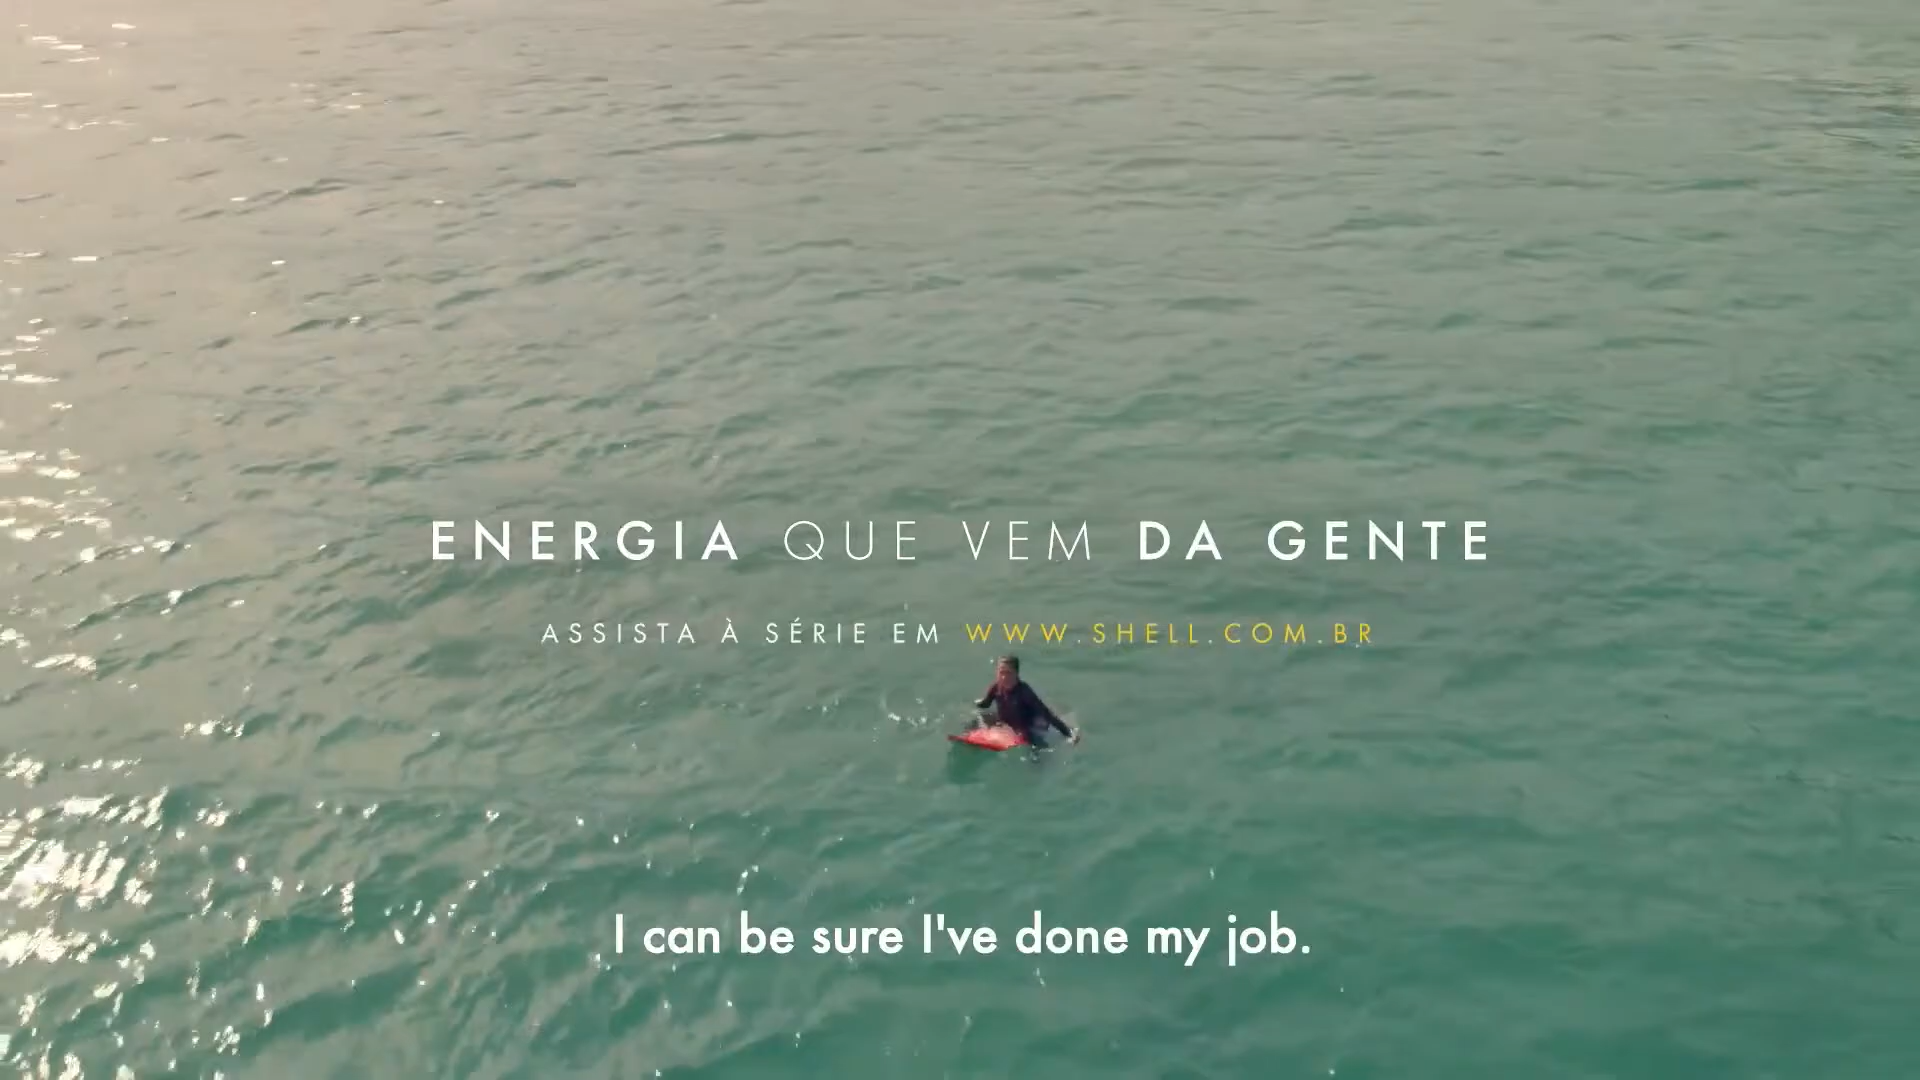 ENERGIA QUE VEM DA GENTE
ASSISTA À SÉRIE EM WWW.SHELL.COM.BR
I can be sure I've done my job.